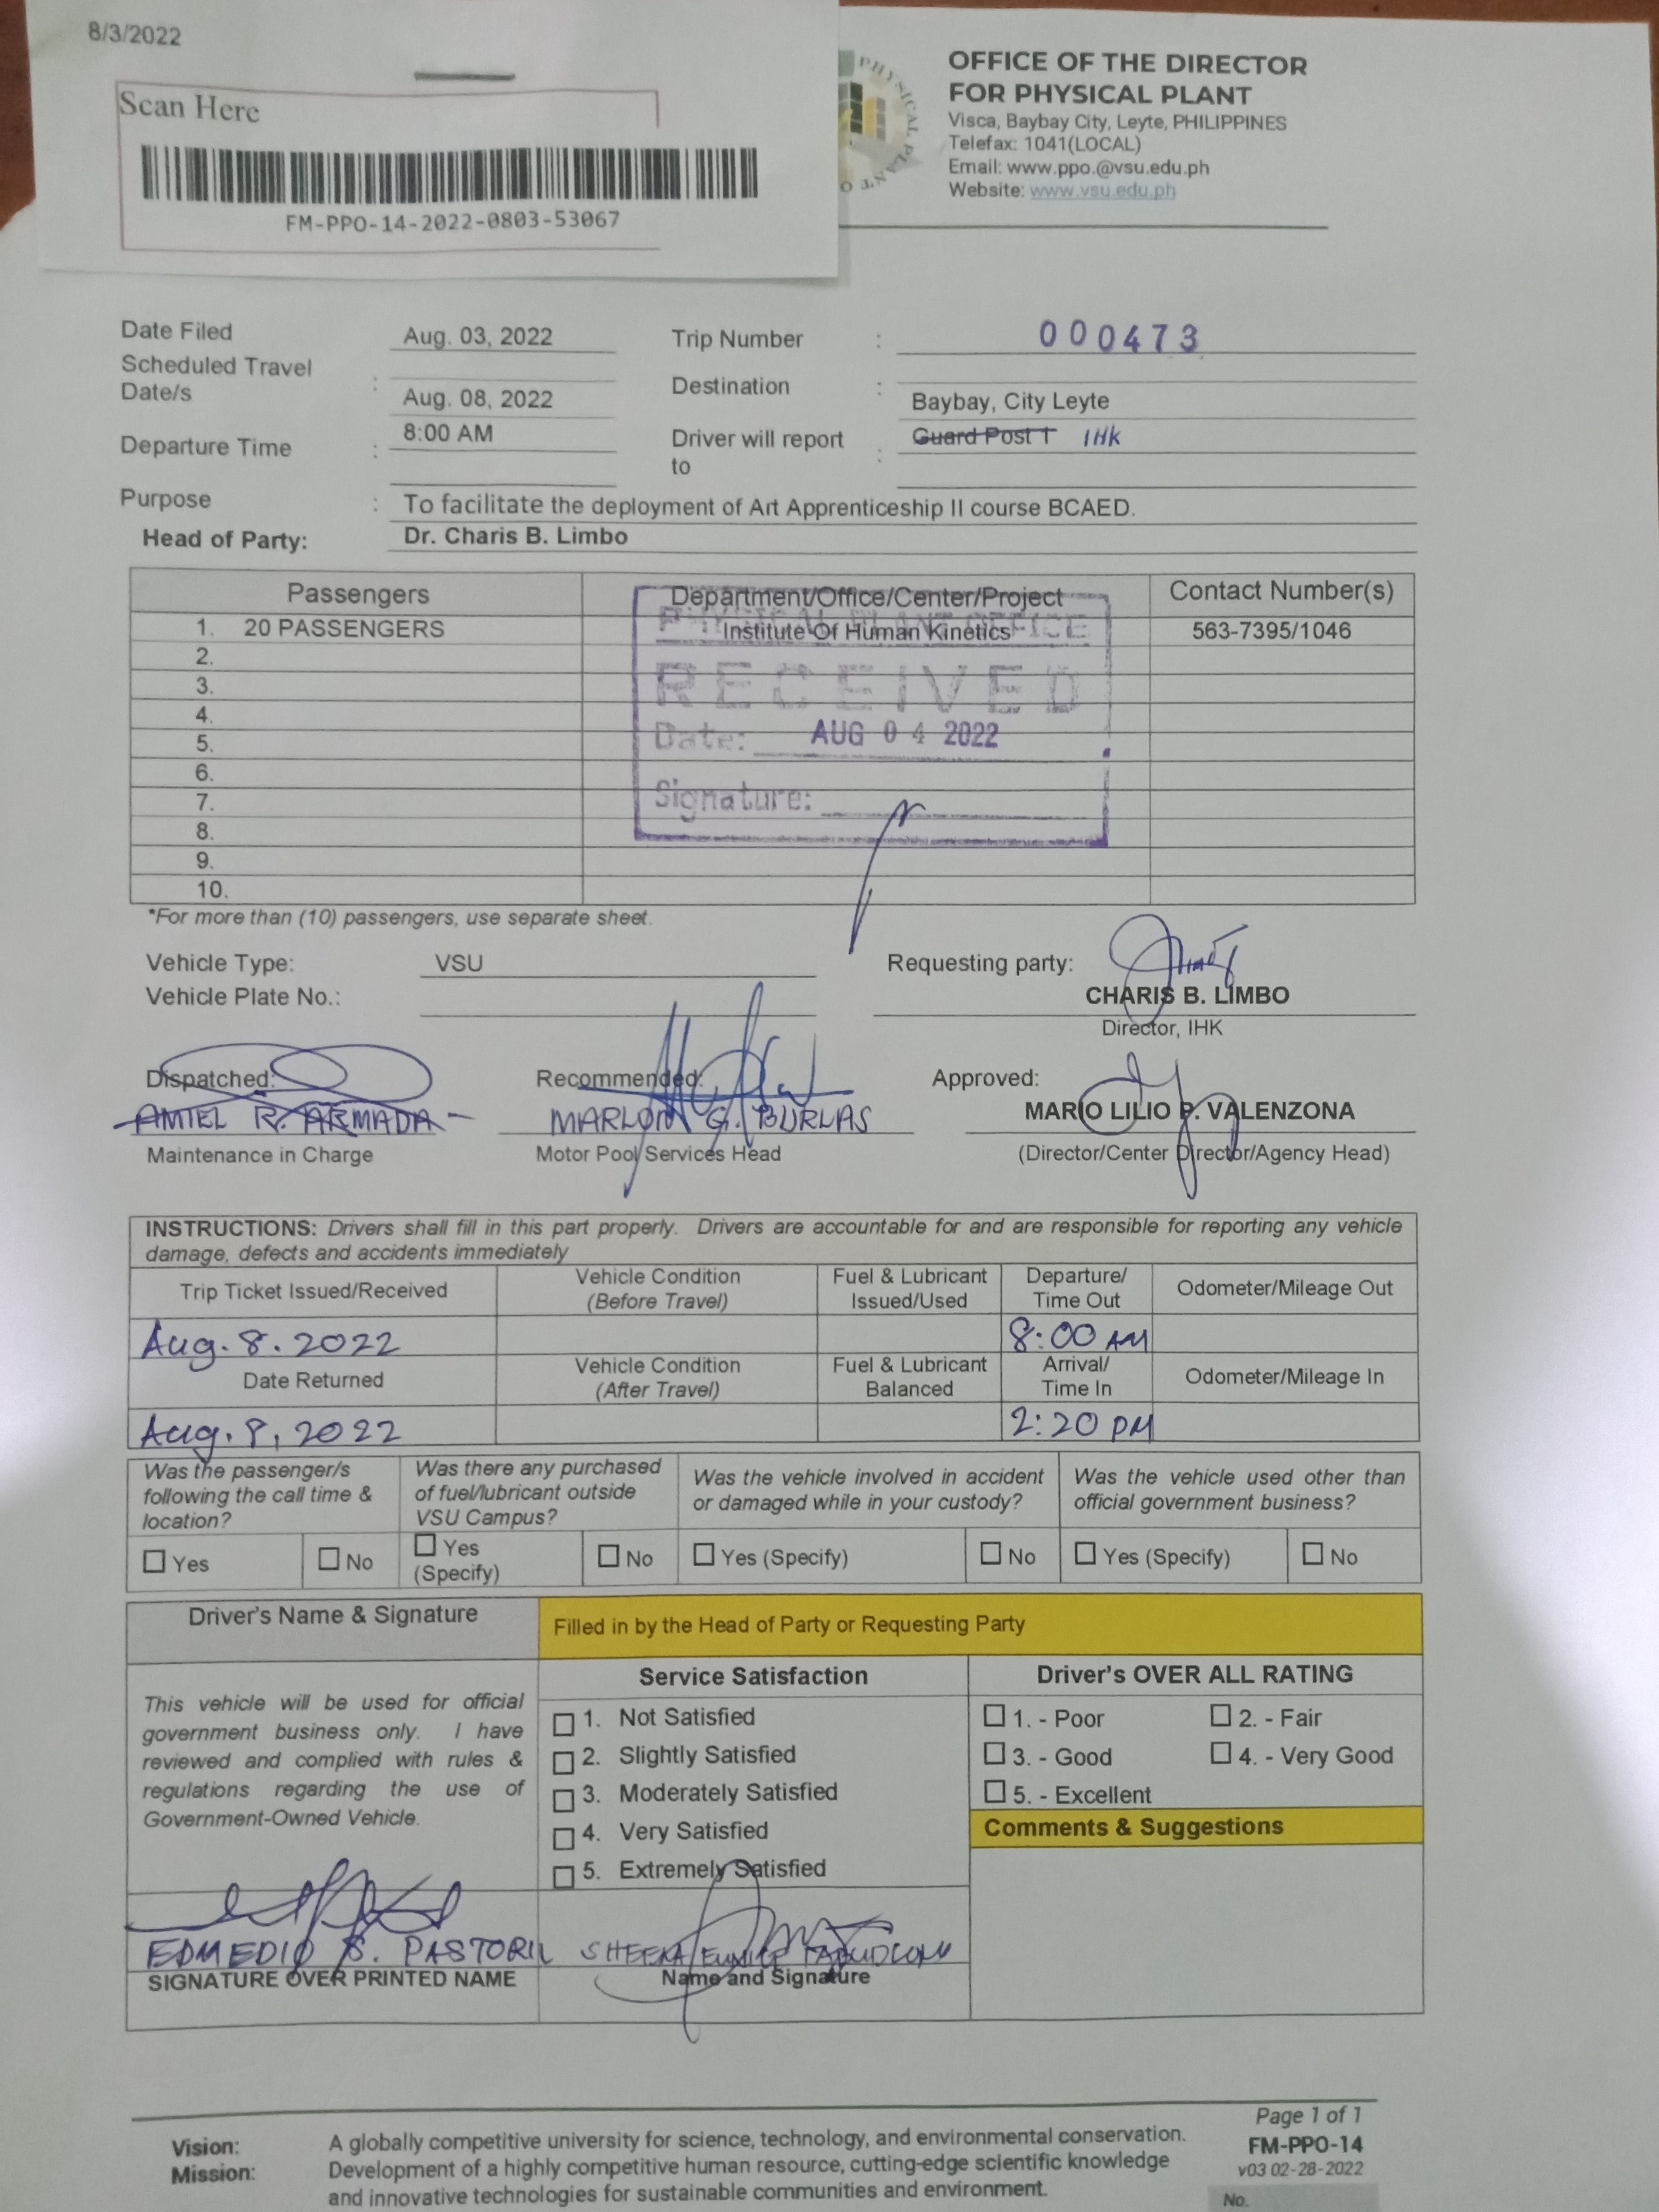 8/3/2022
Scan Here
FM-PPO-14-2022-0803-53067
PHYSICAL PLANT O
OFFICE OF THE DIRECTOR
FOR PHYSICAL PLANT
Visca, Baybay City, Leyte, PHILIPPINES
Telefax: 1041(LOCAL)
Email: www.ppo.@vsu.edu.ph
Website: www.vsu.edu.ph
Date Filed Aug. 03, 2022 Trip Number : 000473
Scheduled Travel Date/s : Aug. 08, 2022 Destination : Baybay, City Leyte
Departure Time : 8:00 AM Driver will report to : Guard Post 1 IHK
Purpose : To facilitate the deployment of Art Apprenticeship II course BCAED.
Head of Party: Dr. Charis B. Limbo
Passengers Department/Office/Center/Project Contact Number(s)
1. 20 PASSENGERS Institute Of Human Kinetics 563-7395/1046
2.
3.
4.
5.
6.
7.
8.
9.
10.
PHYSICAL PLANT OFFICE
RECEIVED
Date: AUG 04 2022
Signature:
*For more than (10) passengers, use separate sheet.
Vehicle Type: VSU Requesting party:
Vehicle Plate No.: CHARIS B. LIMBO
Director, IHK
Dispatched: Recommended: Approved:
AMIEL R. ARMADA MARLON G. BURLAS MARIO LILIO P. VALENZONA
Maintenance in Charge Motor Pool Services Head (Director/Center Director/Agency Head)
INSTRUCTIONS: Drivers shall fill in this part properly. Drivers are accountable for and are responsible for reporting any vehicle
damage, defects and accidents immediately
Trip Ticket Issued/Received Vehicle Condition (Before Travel) Fuel & Lubricant Issued/Used Departure/ Time Out Odometer/Mileage Out
Aug. 8. 2022 8:00 AM
Date Returned Vehicle Condition (After Travel) Fuel & Lubricant Balanced Arrival/ Time In Odometer/Mileage In
Aug. 8, 2022 2:20 PM
Was the passenger/s following the call time & location? Was there any purchased of fuel/lubricant outside VSU Campus? Was the vehicle involved in accident or damaged while in your custody? Was the vehicle used other than official government business?
Yes No Yes (Specify) No Yes (Specify) No Yes (Specify) No
Driver's Name & Signature Filled in by the Head of Party or Requesting Party
Service Satisfaction Driver's OVER ALL RATING
This vehicle will be used for official
government business only. I have
reviewed and complied with rules &
regulations regarding the use of
Government-Owned Vehicle.
1. Not Satisfied
2. Slightly Satisfied
3. Moderately Satisfied
4. Very Satisfied
5. Extremely Satisfied
1. - Poor 2. - Fair
3. - Good 4. - Very Good
5. - Excellent
Comments & Suggestions
EDMEDIO S. PASTORIL SHEENA EUNICE
SIGNATURE OVER PRINTED NAME Name and Signature
Page 1 of 1
FM-PPO-14
v03 02-28-2022
No.
Vision: A globally competitive university for science, technology, and environmental conservation.
Mission: Development of a highly competitive human resource, cutting-edge scientific knowledge
and innovative technologies for sustainable communities and environment.